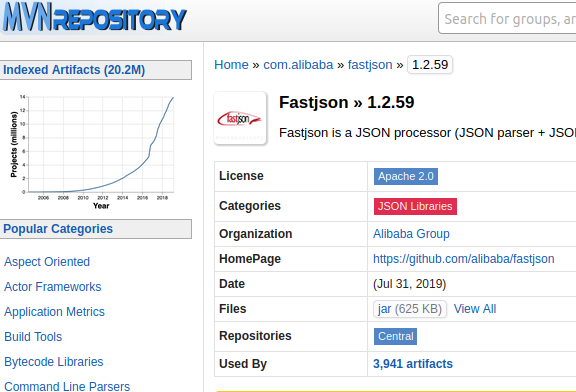 MVNREPOSITORY
Search for groups, ar
Indexed Artifacts (20.2M)
Projects (millions)
14
12
10
8
6
4
2
0
2006 2008 2010 2012 2014 2016 2018
Year
Popular Categories
Aspect Oriented
Actor Frameworks
Application Metrics
Build Tools
Bytecode Libraries
Command Line Parsers
Home » com.alibaba » fastjson » 1.2.59
fastjson
Fastjson » 1.2.59
Fastjson is a JSON processor (JSON parser + JSO
License Apache 2.0
Categories JSON Libraries
Organization Alibaba Group
HomePage https://github.com/alibaba/fastjson
Date (Jul 31, 2019)
Files jar (625 KB) View All
Repositories Central
Used By 3,941 artifacts